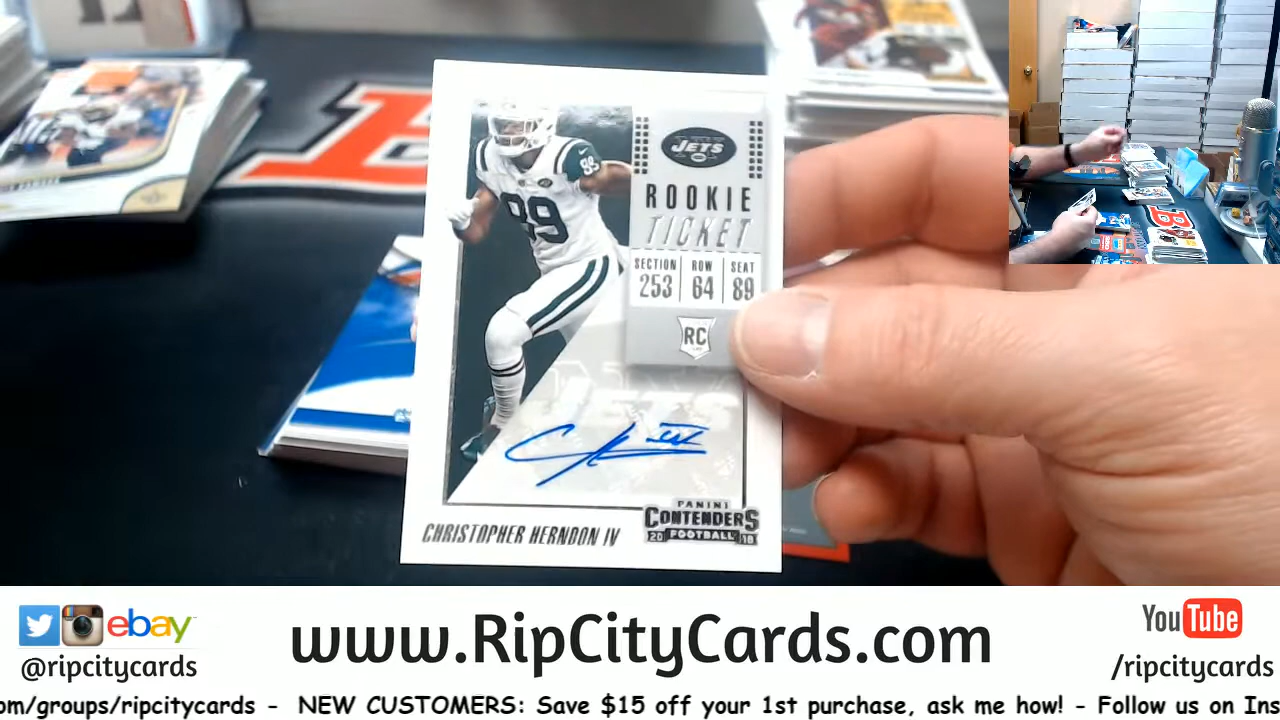 89
89
JETS
ROOKIE
TICKET
SECTION ROW SEAT
253 64 89
RC
CHRISTOPHER HERNDON IV
PANINI
CONTENDERS
20 FOOTBALL 18
ebay
@ripcitycards
www.RipCityCards.com
YouTube
/ripcitycards
om/groups/ripcitycards - NEW CUSTOMERS: Save $15 off your 1st purchase, ask me how! - Follow us on Ins